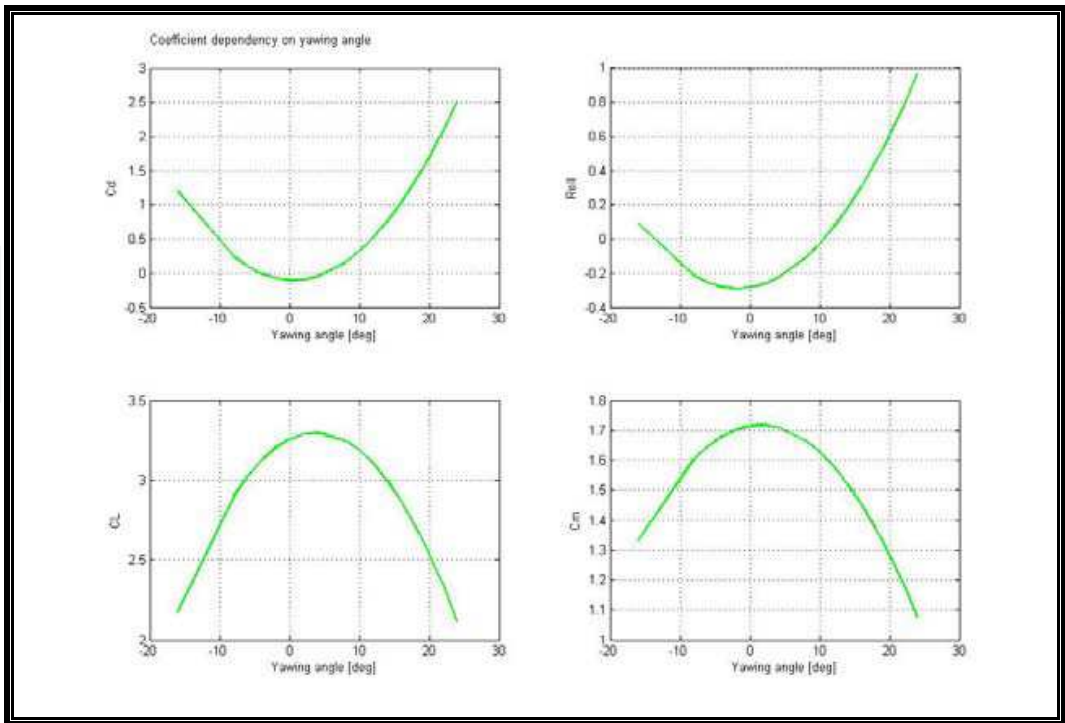 Coefficient dependency on yawing angle
3
2.5
2
1.5
1
0.5
0
-0.5
Cd
-20 -10 0 10 20 30
Yawing angle [deg]
1
0.8
0.6
0.4
0.2
0
-0.2
-0.4
Roll
-20 -10 0 10 20 30
Yawing angle [deg]
3.5
3
2.5
2
CL
-20 -10 0 10 20 30
Yawing angle [deg]
1.8
1.7
1.6
1.5
1.4
1.3
1.2
1.1
1
Cm
-20 -10 0 10 20 30
Yawing angle [deg]